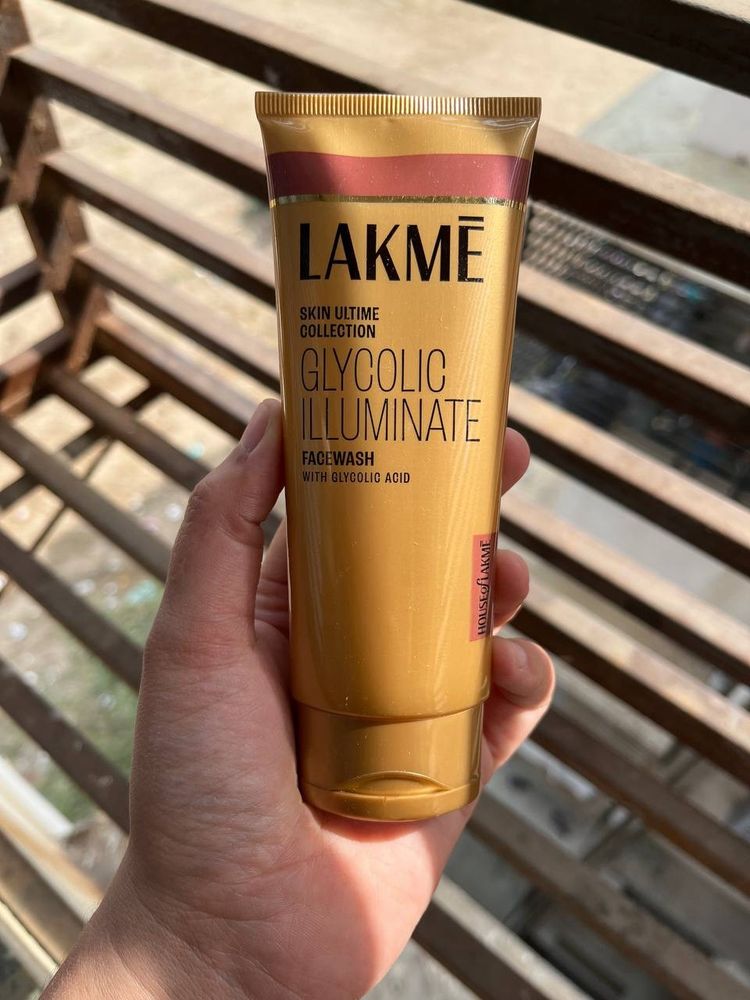 LAKMĒ
SKIN ULTIME
COLLECTION
GLYCOLIC
ILLUMINATE
FACEWASH
WITH GLYCOLIC ACID
HOUSE of LAKMĒ